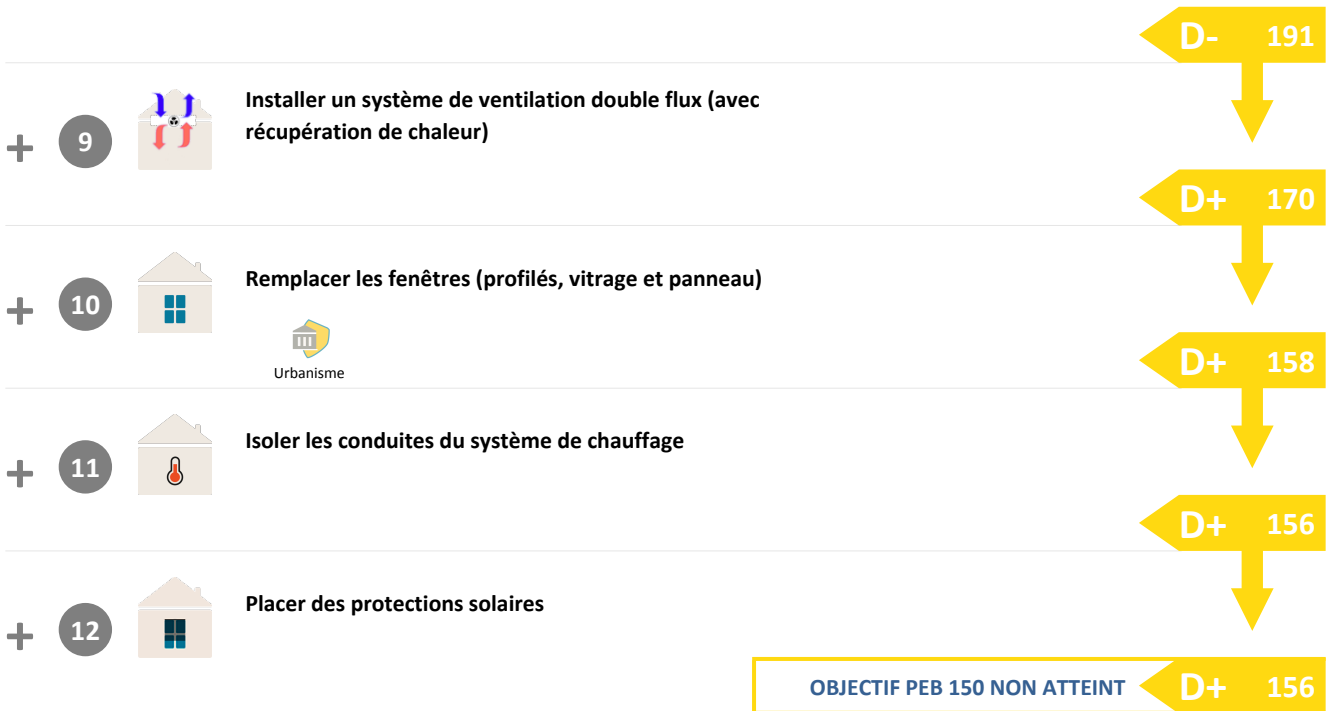 D- 191
+ 9 Installer un système de ventilation double flux (avec
récupération de chaleur)
D+ 170
+ 10 Remplacer les fenêtres (profilés, vitrage et panneau)
Urbanisme
D+ 158
+ 11 Isoler les conduites du système de chauffage
D+ 156
+ 12 Placer des protections solaires
OBJECTIF PEB 150 NON ATTEINT D+ 156